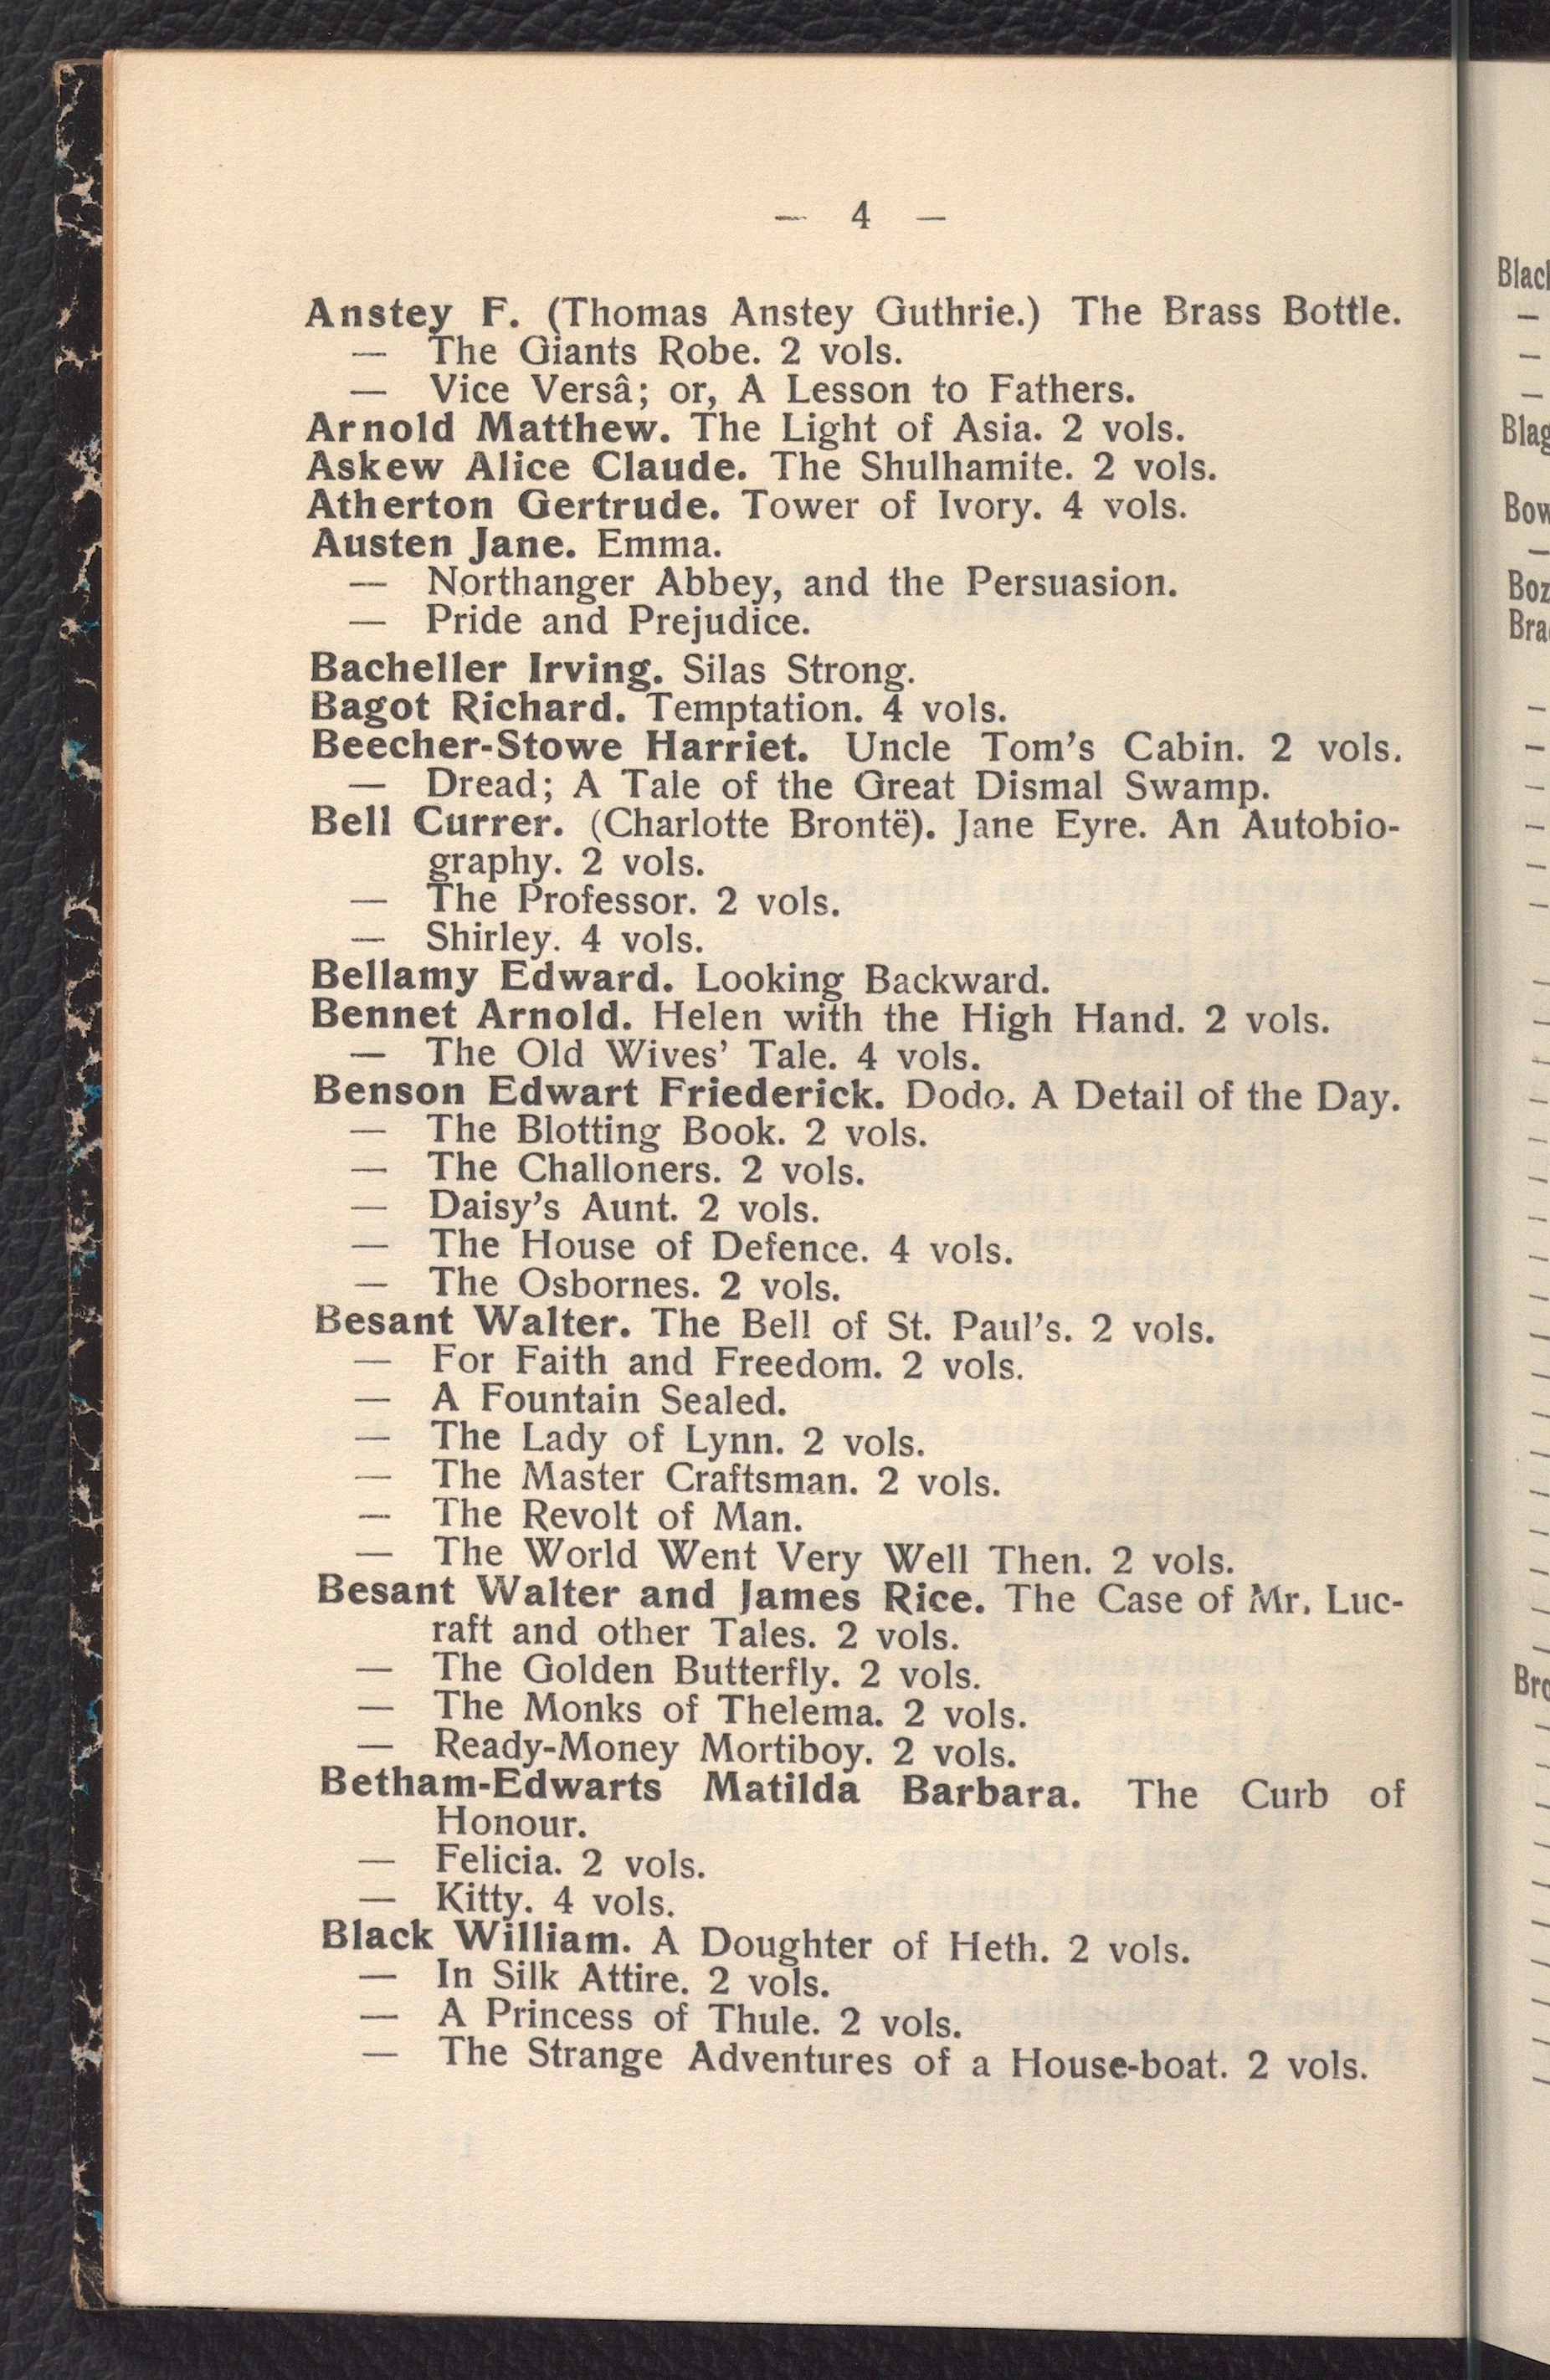 — 4 —
Anstey F. (Thomas Anstey Guthrie.) The Brass Bottle.
— The Giants Robe. 2 vols.
— Vice Versâ; or, A Lesson to Fathers.
Arnold Matthew. The Light of Asia. 2 vols.
Askew Alice Claude. The Shulhamite. 2 vols.
Atherton Gertrude. Tower of Ivory. 4 vols.
Austen Jane. Emma.
— Northanger Abbey, and the Persuasion.
— Pride and Prejudice.
Bacheller Irving. Silas Strong.
Bagot Richard. Temptation. 4 vols.
Beecher-Stowe Harriet. Uncle Tom's Cabin. 2 vols.
— Dread; A Tale of the Great Dismal Swamp.
Bell Currer. (Charlotte Brontë). Jane Eyre. An Autobio-
graphy. 2 vols.
— The Professor. 2 vols.
— Shirley. 4 vols.
Bellamy Edward. Looking Backward.
Bennet Arnold. Helen with the High Hand. 2 vols.
— The Old Wives' Tale. 4 vols.
Benson Edwart Friederick. Dodo. A Detail of the Day.
— The Blotting Book. 2 vols.
— The Challoners. 2 vols.
— Daisy's Aunt. 2 vols.
— The House of Defence. 4 vols.
— The Osbornes. 2 vols.
Besant Walter. The Bell of St. Paul's. 2 vols.
— For Faith and Freedom. 2 vols.
— A Fountain Sealed.
— The Lady of Lynn. 2 vols.
— The Master Craftsman. 2 vols.
— The Revolt of Man.
— The World Went Very Well Then. 2 vols.
Besant Walter and James Rice. The Case of Mr. Luc-
raft and other Tales. 2 vols.
— The Golden Butterfly. 2 vols.
— The Monks of Thelema. 2 vols.
— Ready-Money Mortiboy. 2 vols.
Betham-Edwarts Matilda Barbara. The Curb of
Honour.
— Felicia. 2 vols.
— Kitty. 4 vols.
Black William. A Doughter of Heth. 2 vols.
— In Silk Attire. 2 vols.
— A Princess of Thule. 2 vols.
— The Strange Adventures of a House-boat. 2 vols.